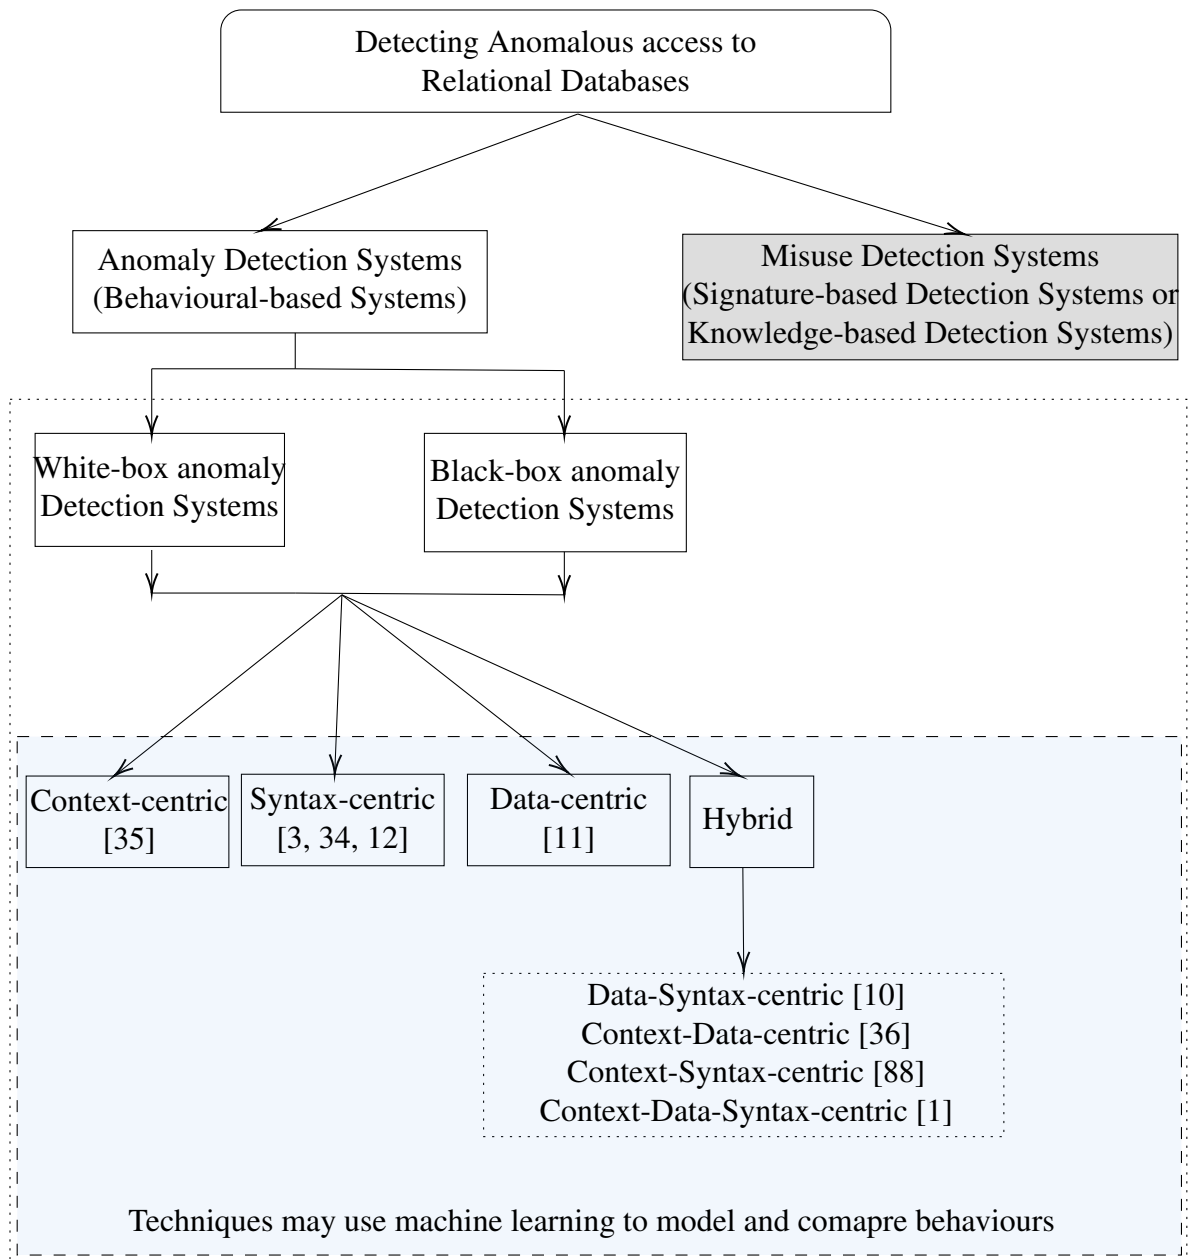 Detecting Anomalous access to
Relational Databases
Anomaly Detection Systems
(Behavioural-based Systems)
Misuse Detection Systems
(Signature-based Detection Systems or
Knowledge-based Detection Systems)
White-box anomaly
Detection Systems
Black-box anomaly
Detection Systems
Context-centric
[35]
Syntax-centric
[3, 34, 12]
Data-centric
[11]
Hybrid
Data-Syntax-centric [10]
Context-Data-centric [36]
Context-Syntax-centric [88]
Context-Data-Syntax-centric [1]
Techniques may use machine learning to model and comapre behaviours